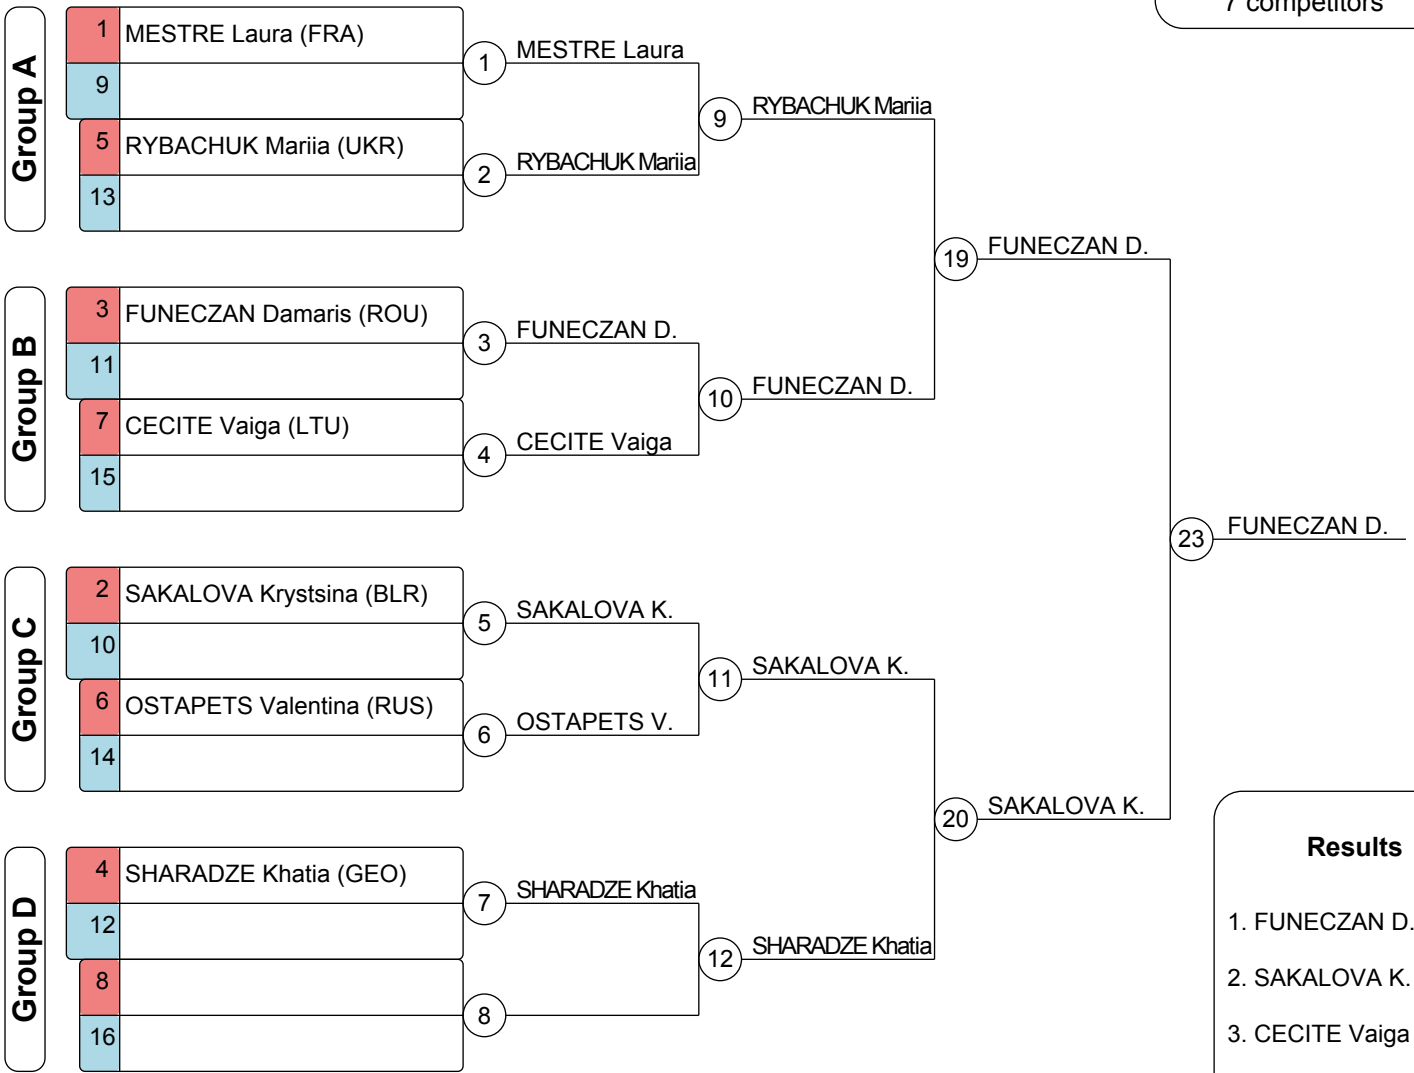 7 competitors
Group A
1 MESTRE Laura (FRA)
9
5 RYBACHUK Mariia (UKR)
13
1 MESTRE Laura
2 RYBACHUK Mariia
9 RYBACHUK Mariia
Group B
3 FUNECZAN Damaris (ROU)
11
7 CECITE Vaiga (LTU)
15
3 FUNECZAN D.
4 CECITE Vaiga
10 FUNECZAN D.
19 FUNECZAN D.
Group C
2 SAKALOVA Krystsina (BLR)
10
6 OSTAPETS Valentina (RUS)
14
5 SAKALOVA K.
6 OSTAPETS V.
11 SAKALOVA K.
Group D
4 SHARADZE Khatia (GEO)
12
8
16
7 SHARADZE Khatia
8
12 SHARADZE Khatia
20 SAKALOVA K.
23 FUNECZAN D.
Results
1. FUNECZAN D.
2. SAKALOVA K.
3. CECITE Vaiga